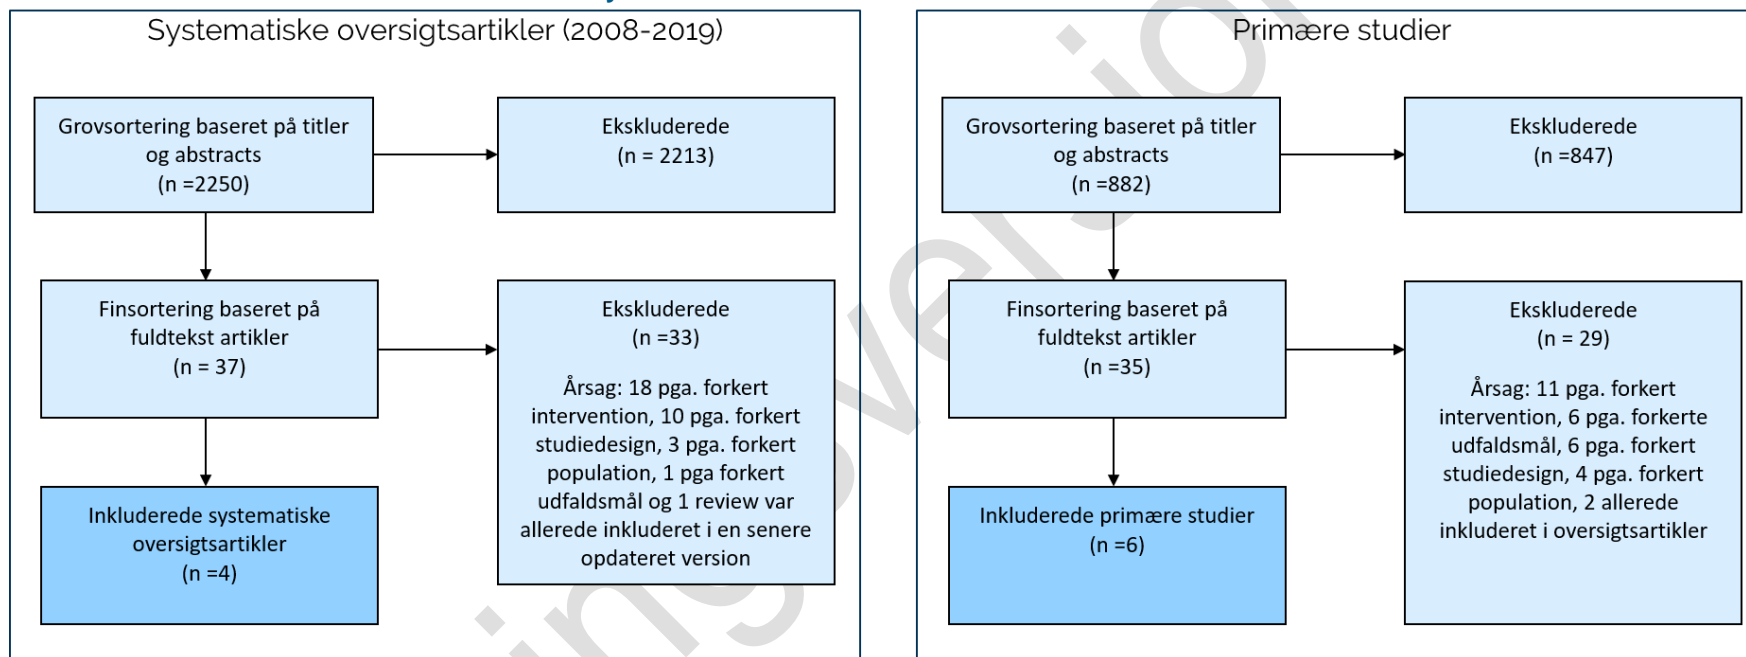 Systematiske oversigtsartikler (2008-2019)
Grovsortering baseret på titler
og abstracts
(n =2250)
Ekskluderede
(n = 2213)
Finsortering baseret på
fuldtekst artikler
(n = 37)
Ekskluderede
(n =33)
Årsag: 18 pga. forkert
intervention, 10 pga. forkert
studiedesign, 3 pga. forkert
population, 1 pga forkert
udfaldsmål og 1 review var
allerede inkluderet i en senere
opdateret version
Inkluderede systematiske
oversigtsartikler
(n =4)
Primære studier
Grovsortering baseret på titler
og abstracts
(n =882)
Ekskluderede
(n =847)
Finsortering baseret på
fuldtekst artikler
(n =35)
Ekskluderede
(n = 29)
Årsag: 11 pga. forkert
intervention, 6 pga. forkerte
udfaldsmål, 6 pga. forkert
studiedesign, 4 pga. forkert
population, 2 allerede
inkluderet i oversigtsartikler
Inkluderede primære studier
(n =6)